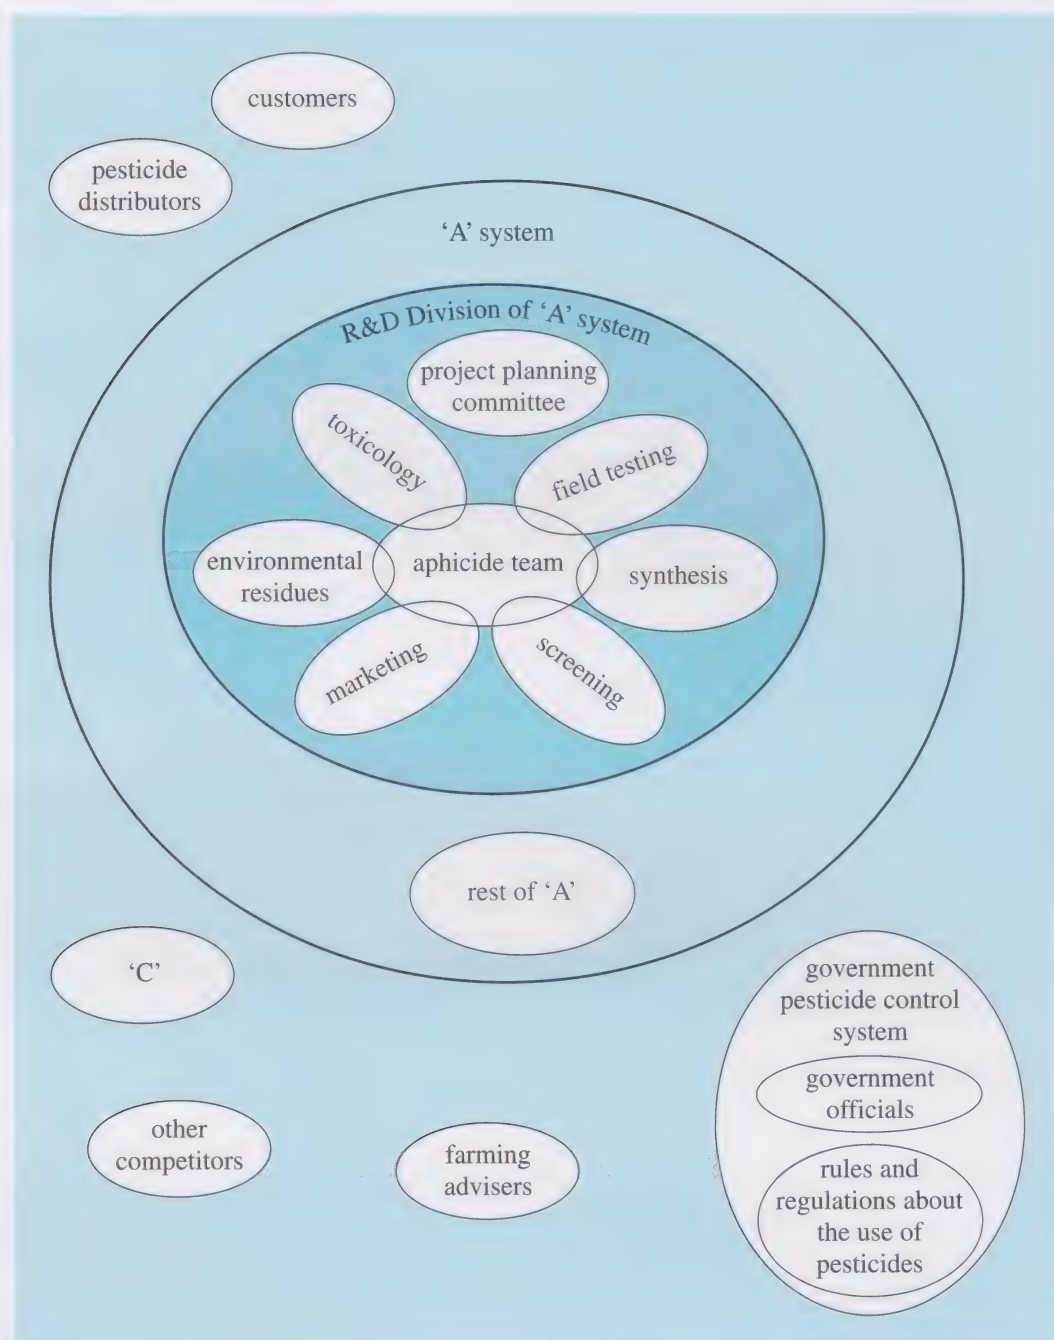 customers
pesticide
distributors
‘A’ system
R&D Division of ‘A’ system
project planning
committee
toxicology
field testing
environmental
residues
aphicide team
synthesis
marketing
screening
rest of ‘A’
‘C’
government
pesticide control
system
government
officials
other
competitors
farming
advisers
rules and
regulations about
the use of
pesticides